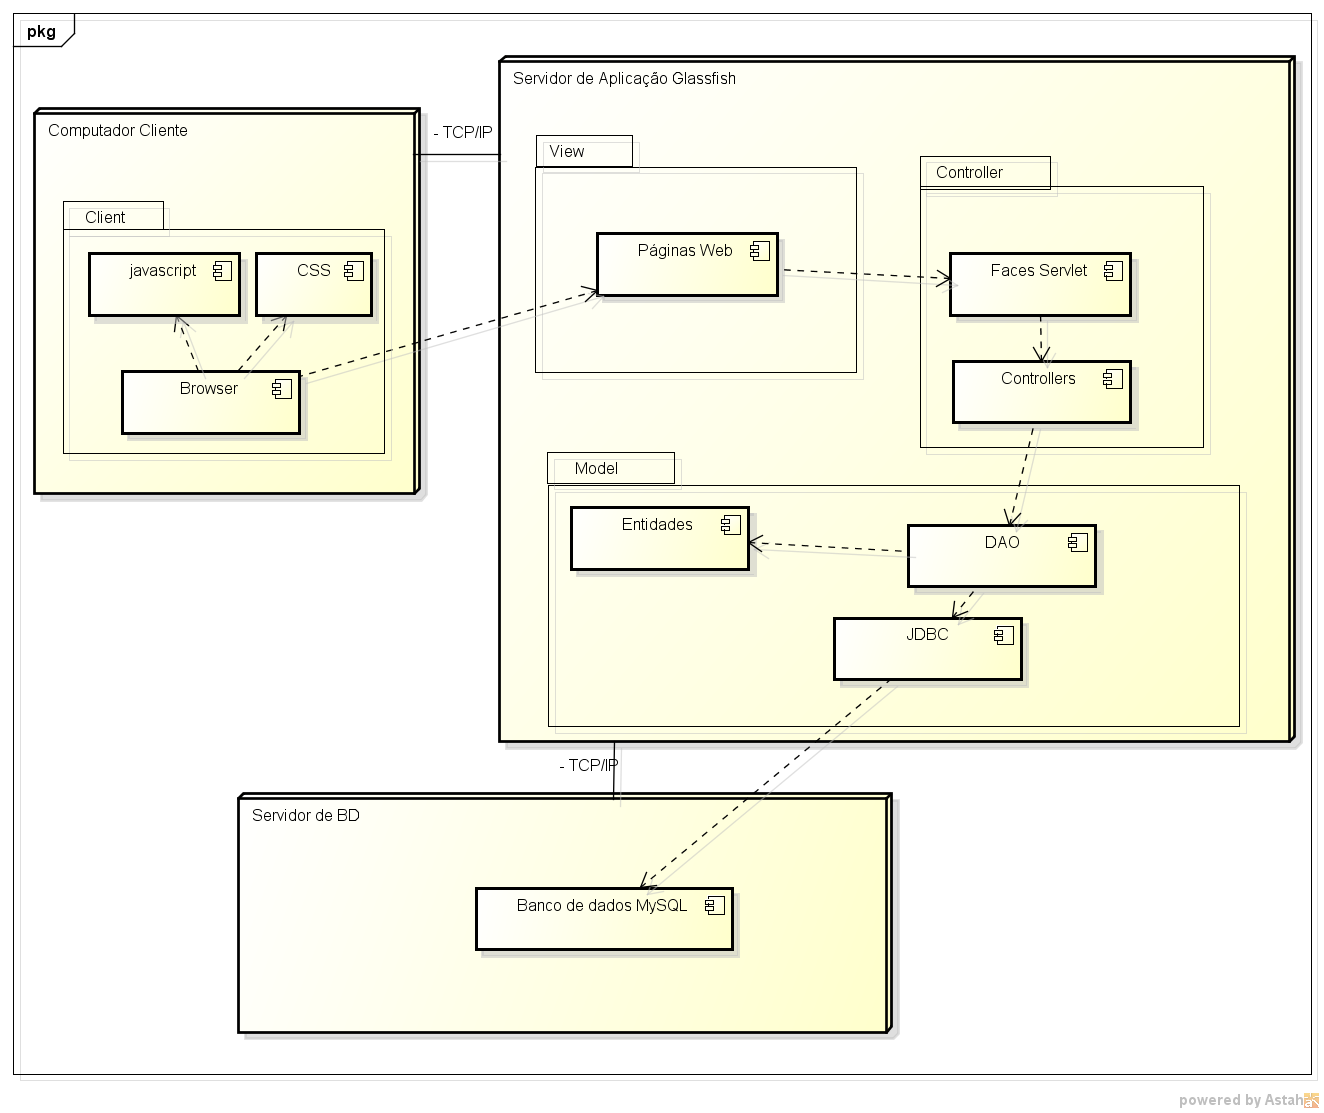 pkg
Computador Cliente
- TCP/IP
Servidor de Aplicação Glassfish
Client
javascript
CSS
Browser
View
Páginas Web
Controller
Faces Servlet
Controllers
Model
Entidades
DAO
JDBC
- TCP/IP
Servidor de BD
Banco de dados MySQL
powered by Astah